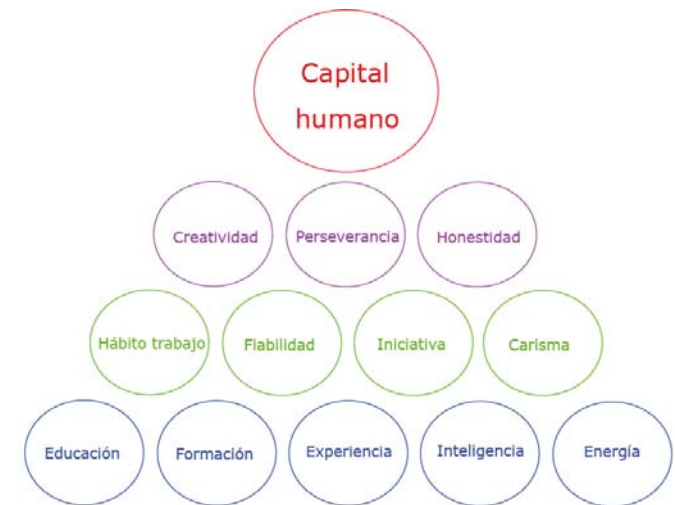 Capital
humano
Creatividad
Perseverancia
Honestidad
Hábito trabajo
Fiabilidad
Iniciativa
Carisma
Educación
Formación
Experiencia
Inteligencia
Energía